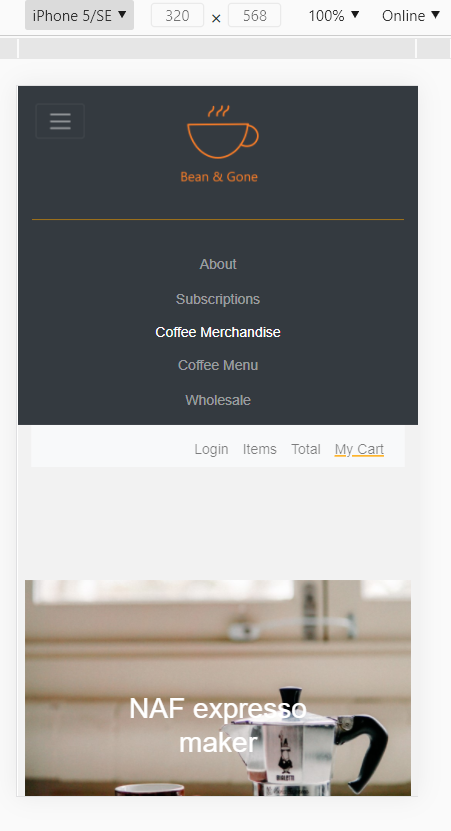 iPhone 5/SE ▼ 320 × 568 100% ▼ Online ▼
Bean & Gone
About
Subscriptions
Coffee Merchandise
Coffee Menu
Wholesale
Login Items Total My Cart
NAF expresso
maker
BIALETTI